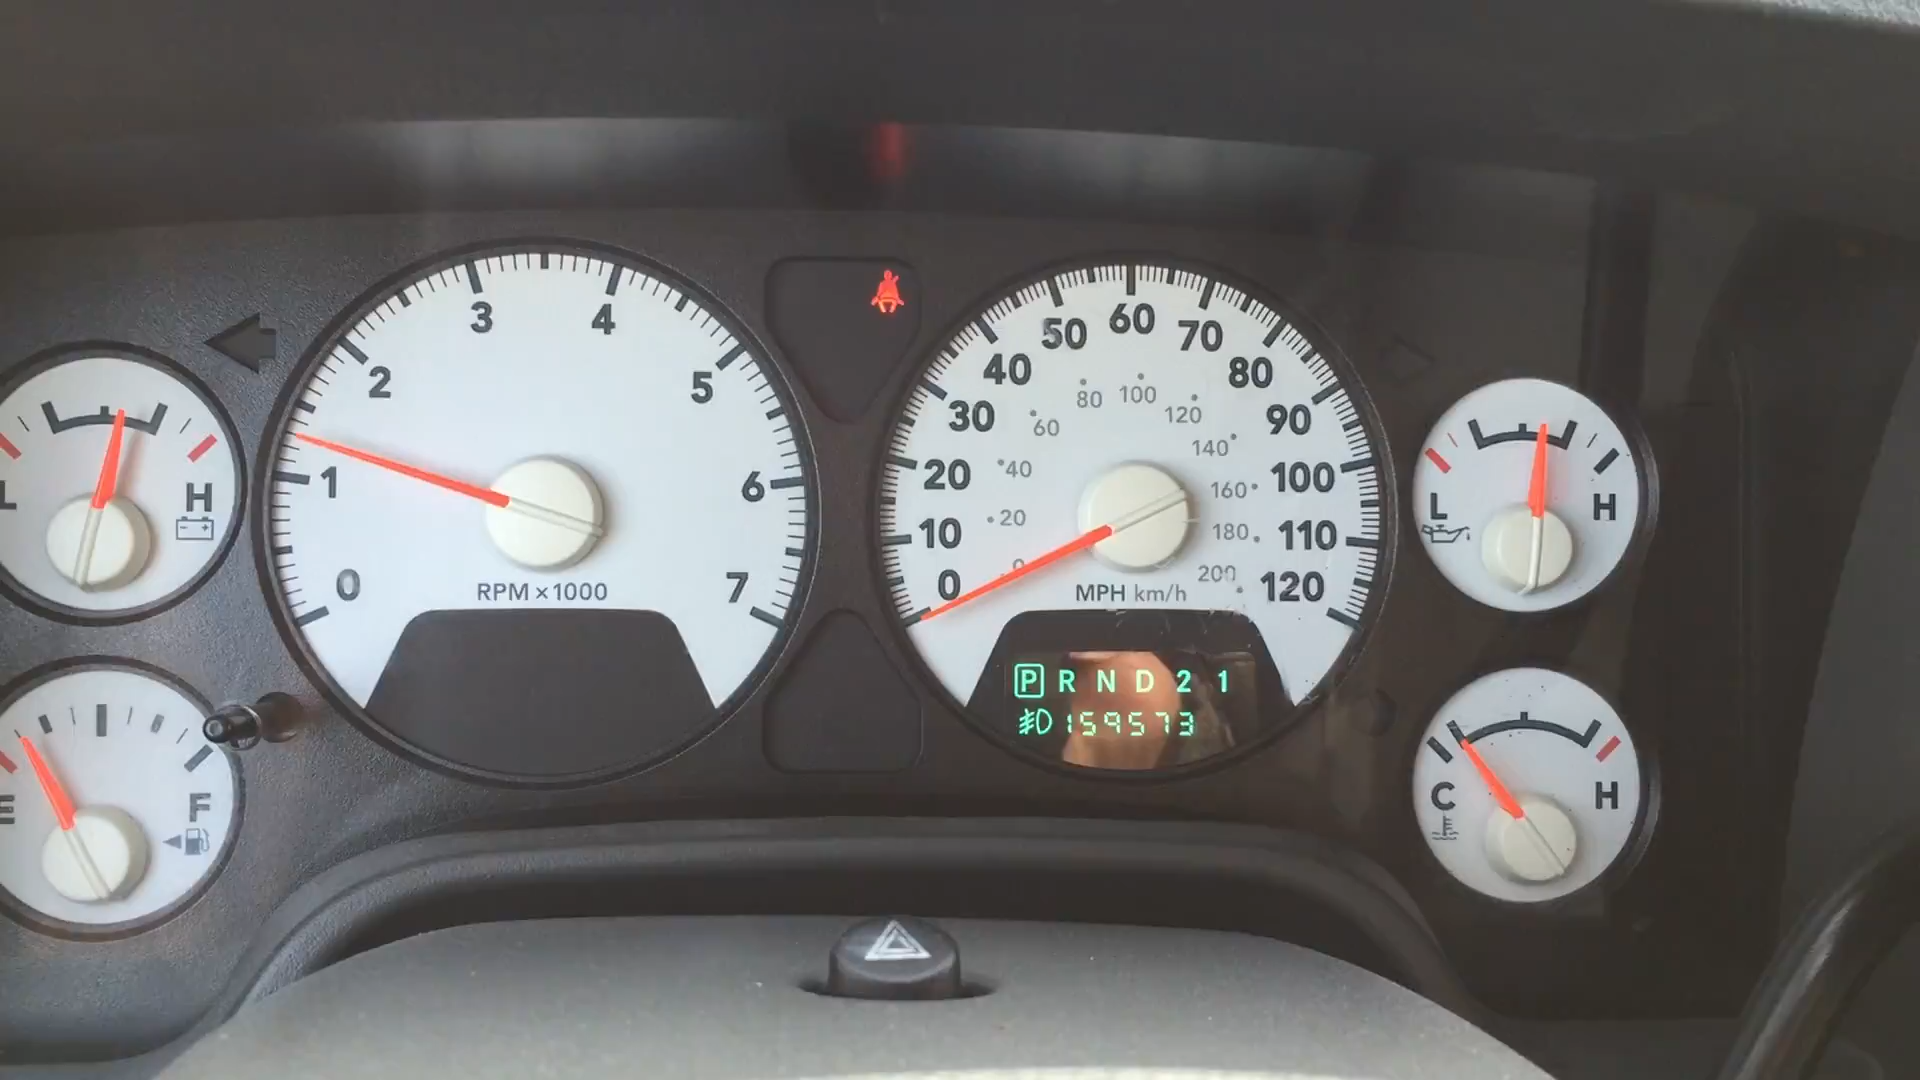 L H
E F
0 1 2 3 4 5 6 7
RPM x 1000
0 10 20 30 40 50 60 70 80 90 100 110 120
0 20 40 60 80 100 120 140 160 180 200
MPH km/h
P R N D 2 1
159573
L H
C H